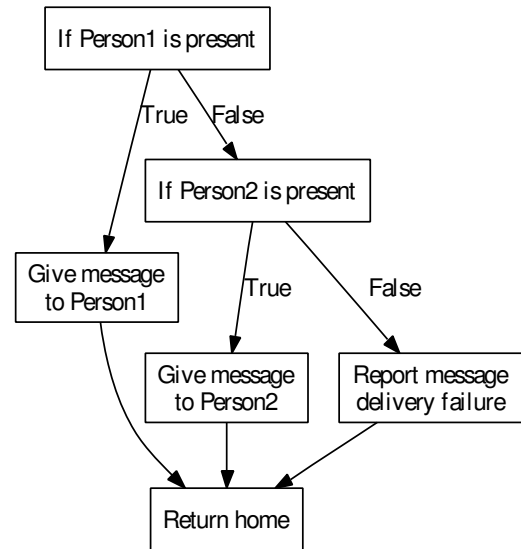 If Person1 is present
True
False
If Person2 is present
Give message
to Person1
True
False
Give message
to Person2
Report message
delivery failure
Return home